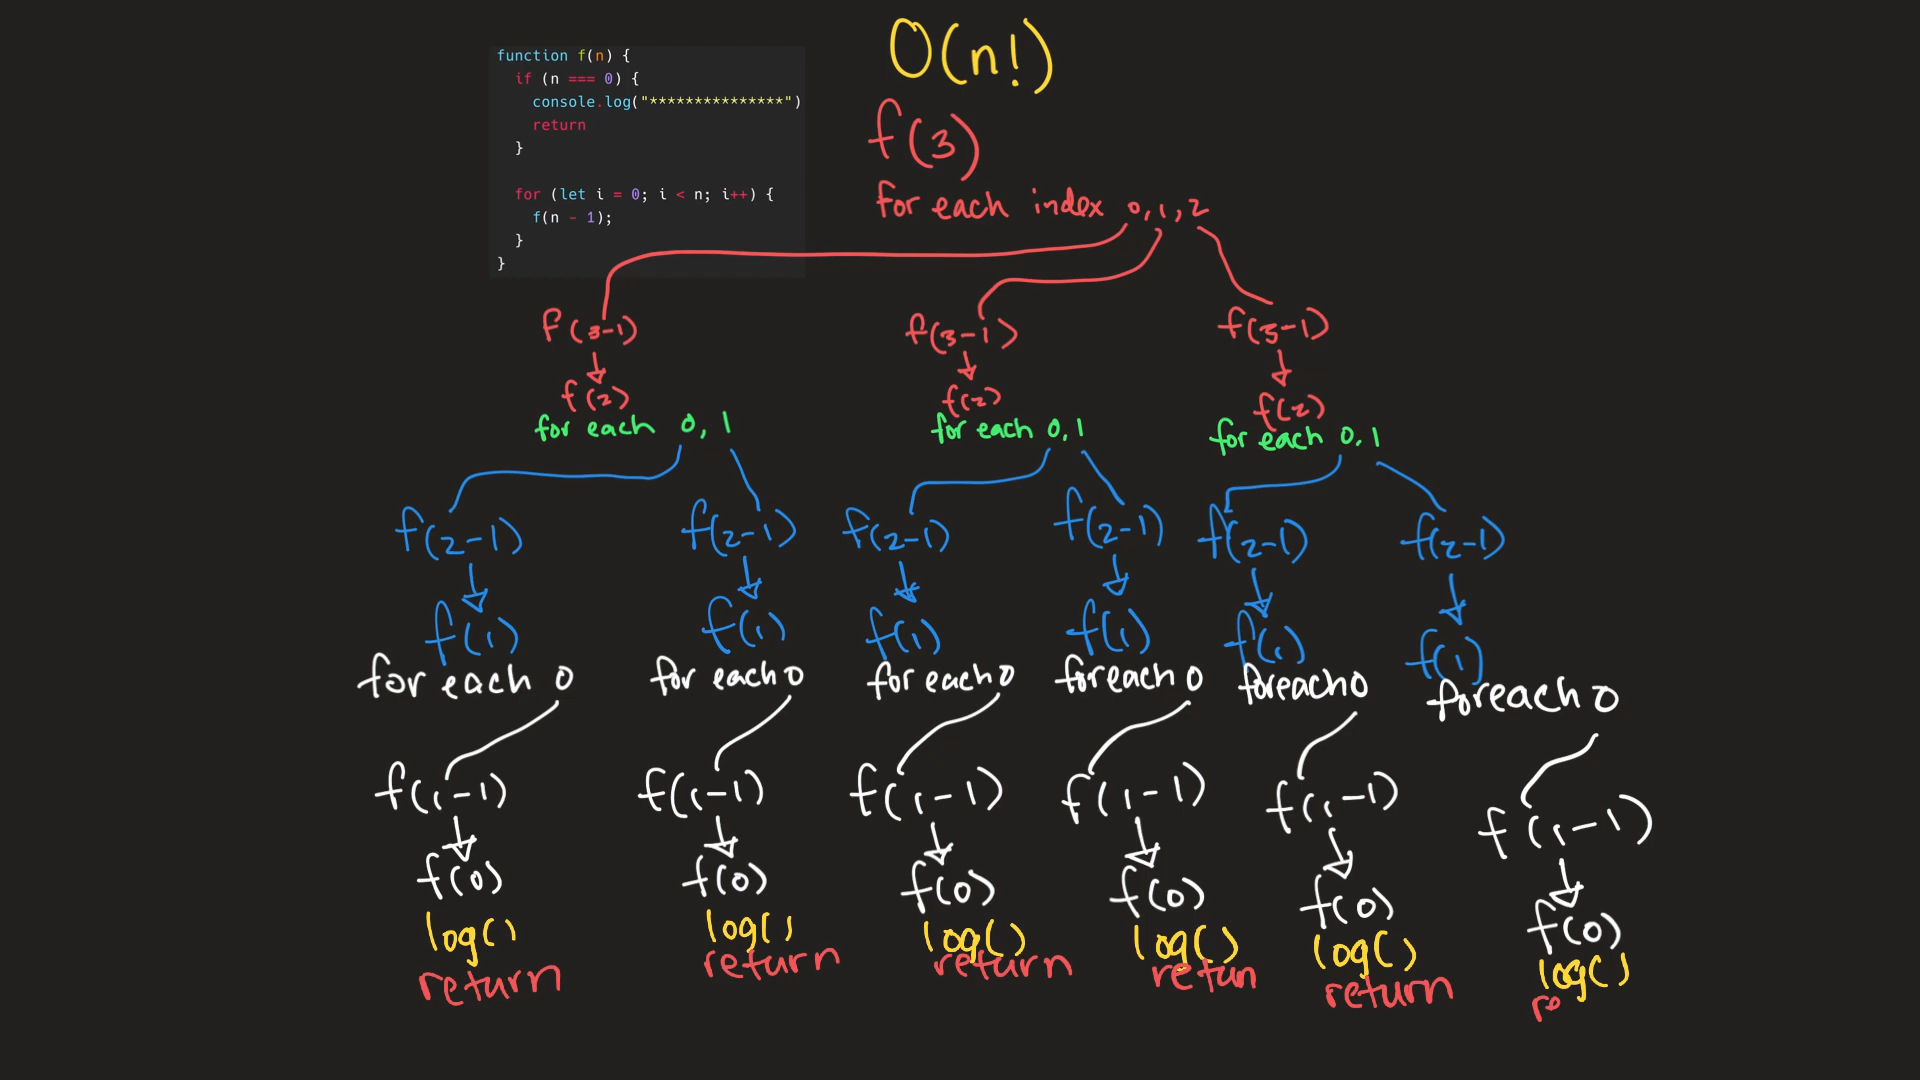 O(n!)
function f(n) {
if (n === 0) {
console.log("***************")
return
}
for (let i = 0; i < n; i++) {
f(n - 1);
}
}
f(3)
for each index 0,1,2
f(3-1) f(3-1) f(3-1)
f(2) f(2) f(2)
for each 0,1 for each 0,1 for each 0,1
f(2-1) f(2-1) f(2-1) f(2-1) f(2-1) f(2-1)
f(1) f(1) f(1) f(1) f(1) f(1)
for each 0 for each 0 for each 0 foreach 0 foreach 0 foreach 0
f(1-1) f(1-1) f(1-1) f(1-1) f(1-1) f(1-1)
f(0) f(0) f(0) f(0) f(0) f(0)
log() log() log() log() log() log()
return return return retun return re